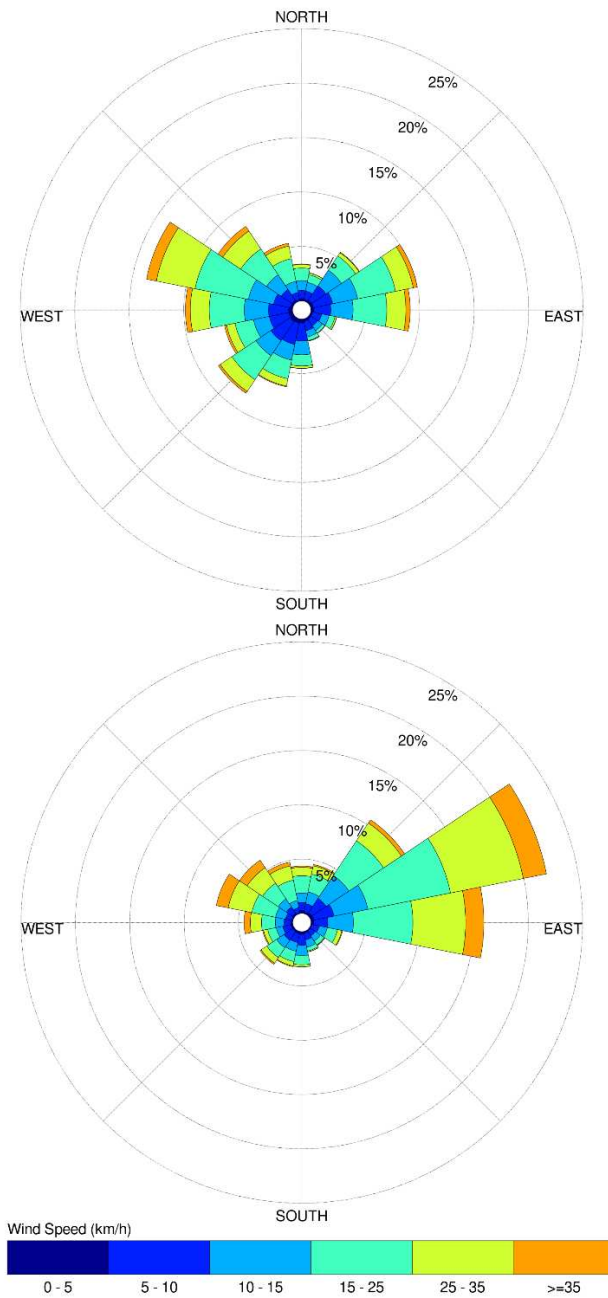 NORTH
25%
20%
15%
10%
5%
WEST
EAST
SOUTH
NORTH
25%
20%
15%
10%
5%
WEST
EAST
SOUTH
Wind Speed (km/h)
0 - 5 5 - 10 10 - 15 15 - 25 25 - 35 >=35